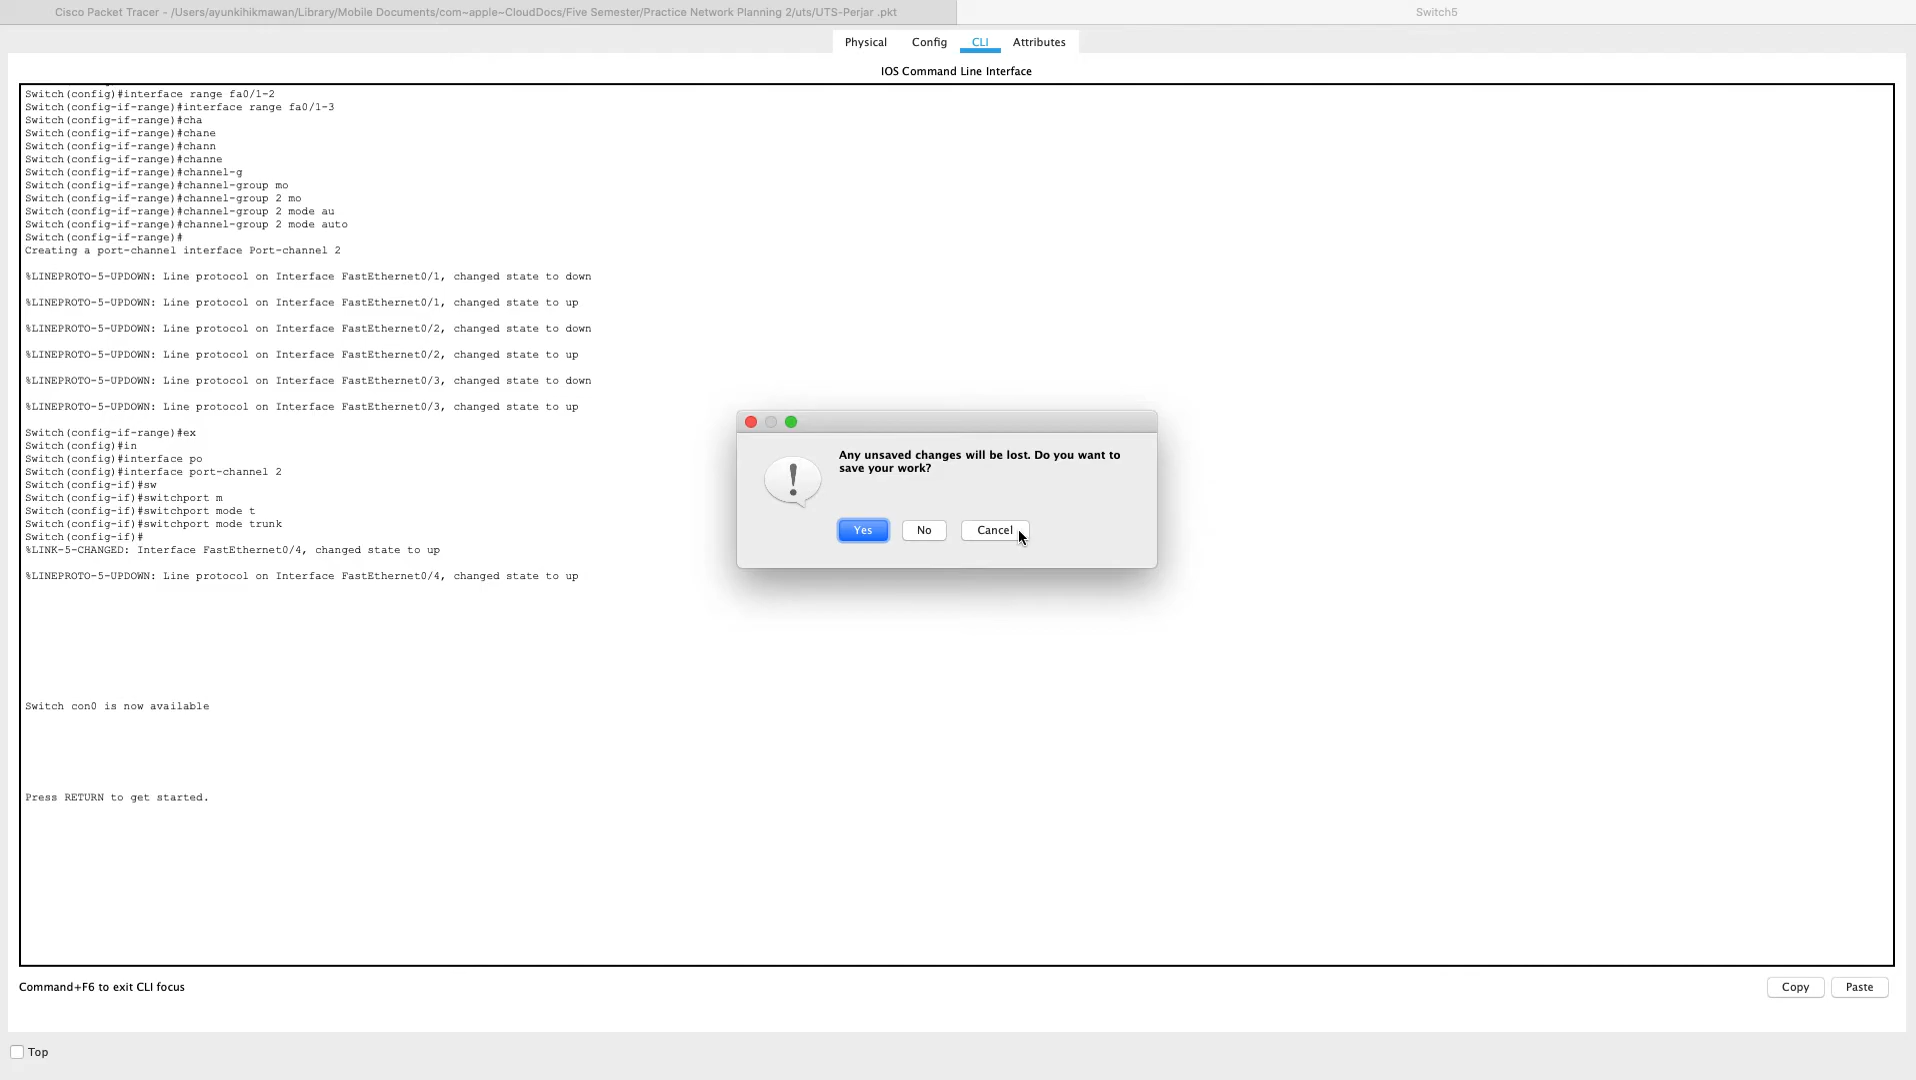 Cisco Packet Tracer - /Users/ayunkihikmawan/Library/Mobile Documents/com~apple~CloudDocs/Five Semester/Practice Network Planning 2/uts/UTS-Perjar .pkt
Switch5
Physical Config CLI Attributes
IOS Command Line Interface
Switch(config)#interface range fa0/1-2
Switch(config-if-range)#interface range fa0/1-3
Switch(config-if-range)#cha
Switch(config-if-range)#chane
Switch(config-if-range)#chann
Switch(config-if-range)#channe
Switch(config-if-range)#channel-g
Switch(config-if-range)#channel-group mo
Switch(config-if-range)#channel-group 2 mo
Switch(config-if-range)#channel-group 2 mode au
Switch(config-if-range)#channel-group 2 mode auto
Switch(config-if-range)#
Creating a port-channel interface Port-channel 2
%LINEPROTO-5-UPDOWN: Line protocol on Interface FastEthernet0/1, changed state to down
%LINEPROTO-5-UPDOWN: Line protocol on Interface FastEthernet0/1, changed state to up
%LINEPROTO-5-UPDOWN: Line protocol on Interface FastEthernet0/2, changed state to down
%LINEPROTO-5-UPDOWN: Line protocol on Interface FastEthernet0/2, changed state to up
%LINEPROTO-5-UPDOWN: Line protocol on Interface FastEthernet0/3, changed state to down
%LINEPROTO-5-UPDOWN: Line protocol on Interface FastEthernet0/3, changed state to up
Switch(config-if-range)#ex
Switch(config)#in
Switch(config)#interface po
Switch(config)#interface port-channel 2
Switch(config-if)#sw
Switch(config-if)#switchport m
Switch(config-if)#switchport mode t
Switch(config-if)#switchport mode trunk
Switch(config-if)#
%LINK-5-CHANGED: Interface FastEthernet0/4, changed state to up
%LINEPROTO-5-UPDOWN: Line protocol on Interface FastEthernet0/4, changed state to up
Switch con0 is now available
Press RETURN to get started.
Any unsaved changes will be lost. Do you want to
save your work?
Yes No Cancel
Command+F6 to exit CLI focus
Copy Paste
Top